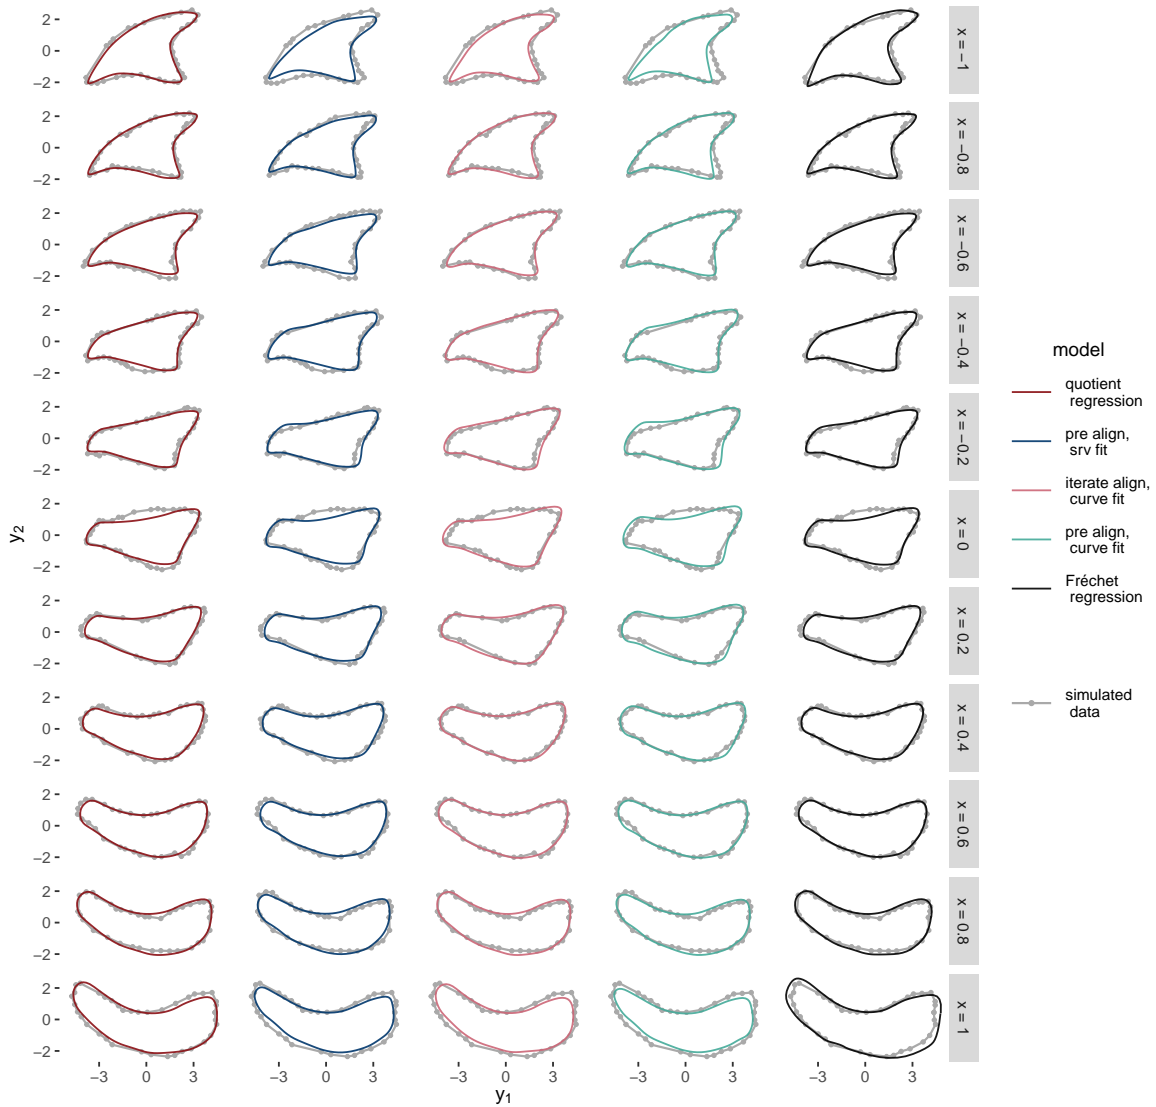 2
0
−2
x = −1
2
0
−2
x = −0.8
2
0
−2
x = −0.6
2
0
−2
x = −0.4
2
0
−2
x = −0.2
2
0
−2
x = 0
2
0
−2
x = 0.2
2
0
−2
x = 0.4
2
0
−2
x = 0.6
2
0
−2
x = 0.8
2
0
−2
x = 1
y2
−3 0 3 −3 0 3 −3 0 3 −3 0 3 −3 0 3
y1
model
quotient
regression
pre align,
srv fit
iterate align,
curve fit
pre align,
curve fit
Fréchet
regression
simulated
data